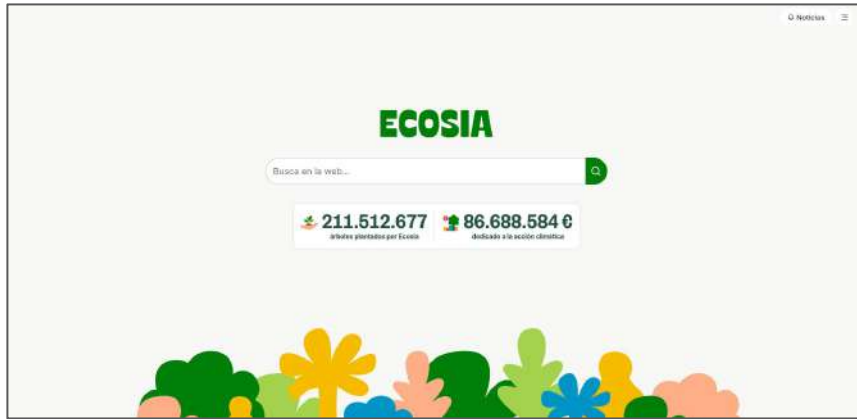 Noticias
ECOSIA
Busca en la web...
211.512.677
árboles plantados por Ecosia
86.688.584 €
dedicado a la acción climática